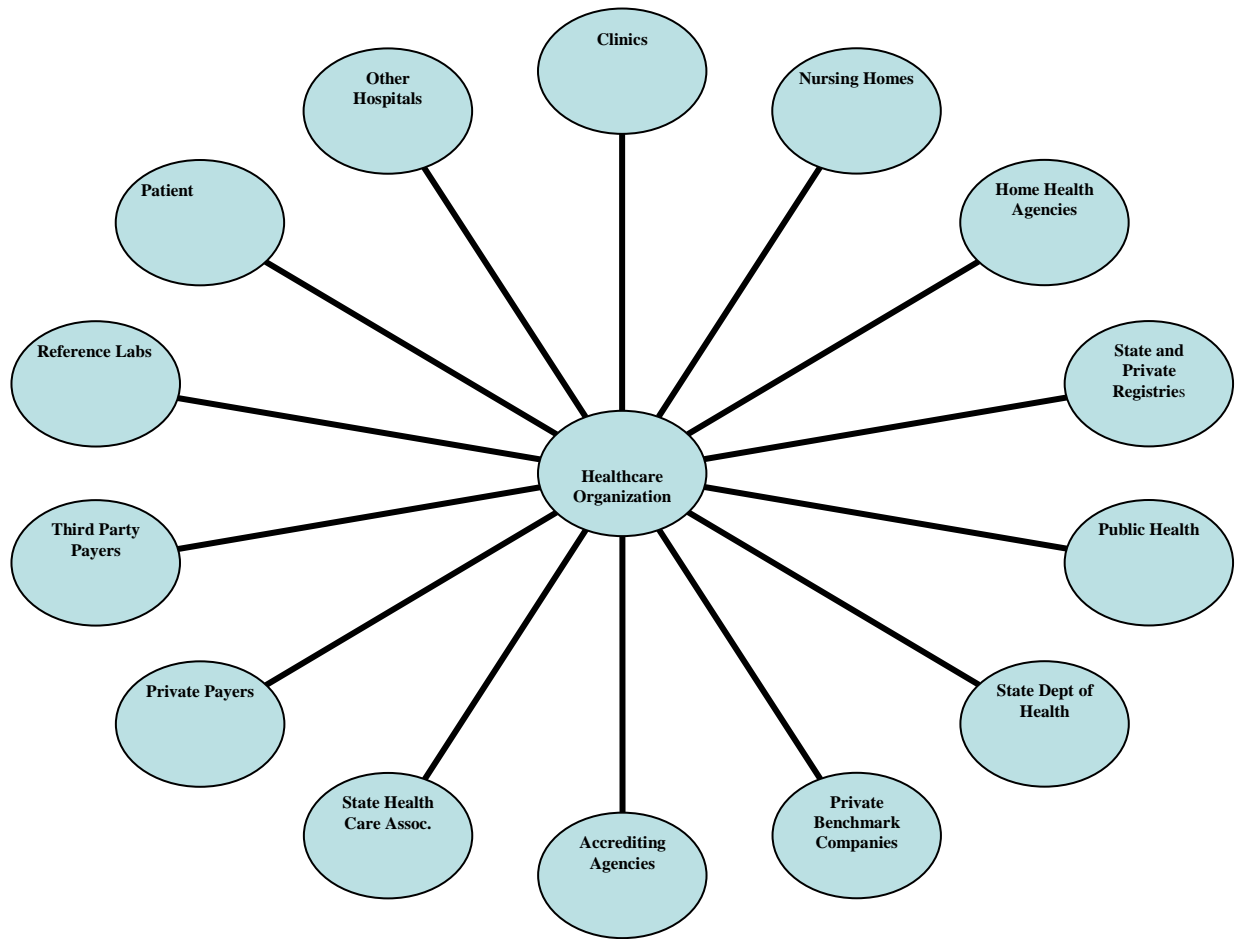 Clinics
Other
Hospitals
Nursing Homes
Patient
Home Health
Agencies
Reference Labs
State and
Private
Registries
Healthcare
Organization
Third Party
Payers
Public Health
Private Payers
State Dept of
Health
State Health
Care Assoc.
Private
Benchmark
Companies
Accrediting
Agencies